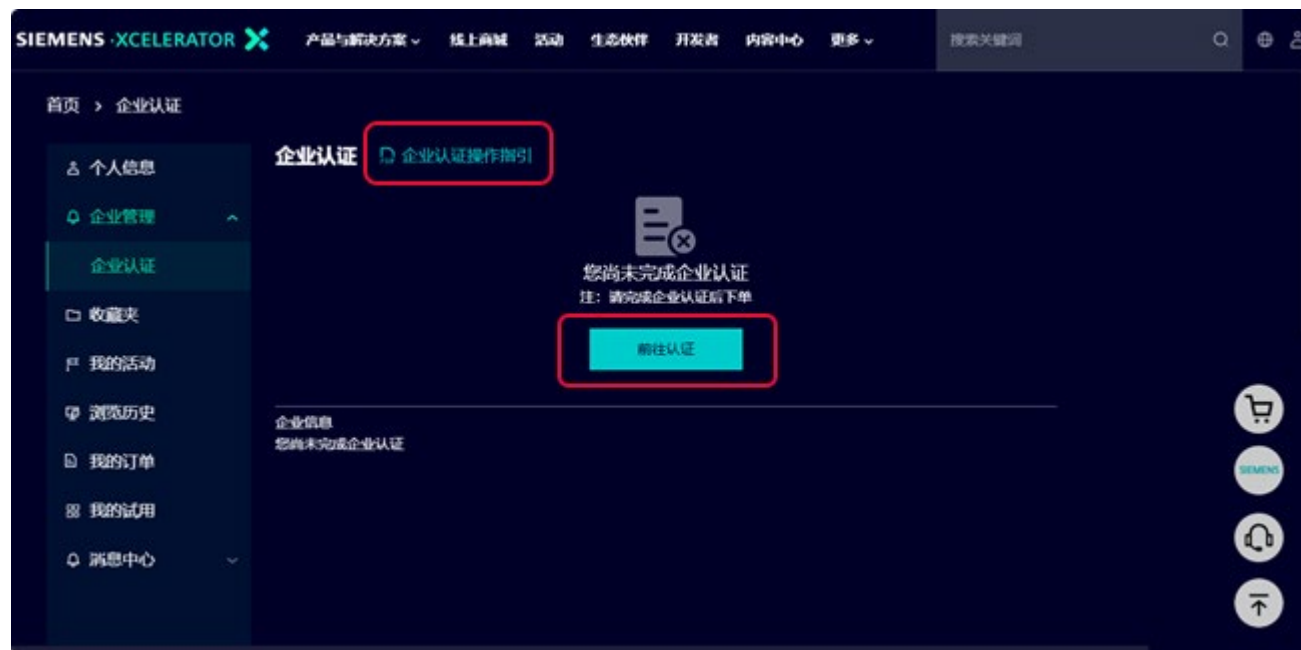 SIEMENS ·XCELERATOR 产品与解决方案 线上商城 活动 生态伙伴 开发者 内容中心 更多 搜索关键词
首页 > 企业认证
个人信息
企业管理
企业认证
收藏夹
我的活动
浏览历史
我的订单
我的试用
消息中心
企业认证 企业认证操作指引
您尚未完成企业认证
注：请完成企业认证后下单
前往认证
企业信息
您尚未完成企业认证
SIEMENS